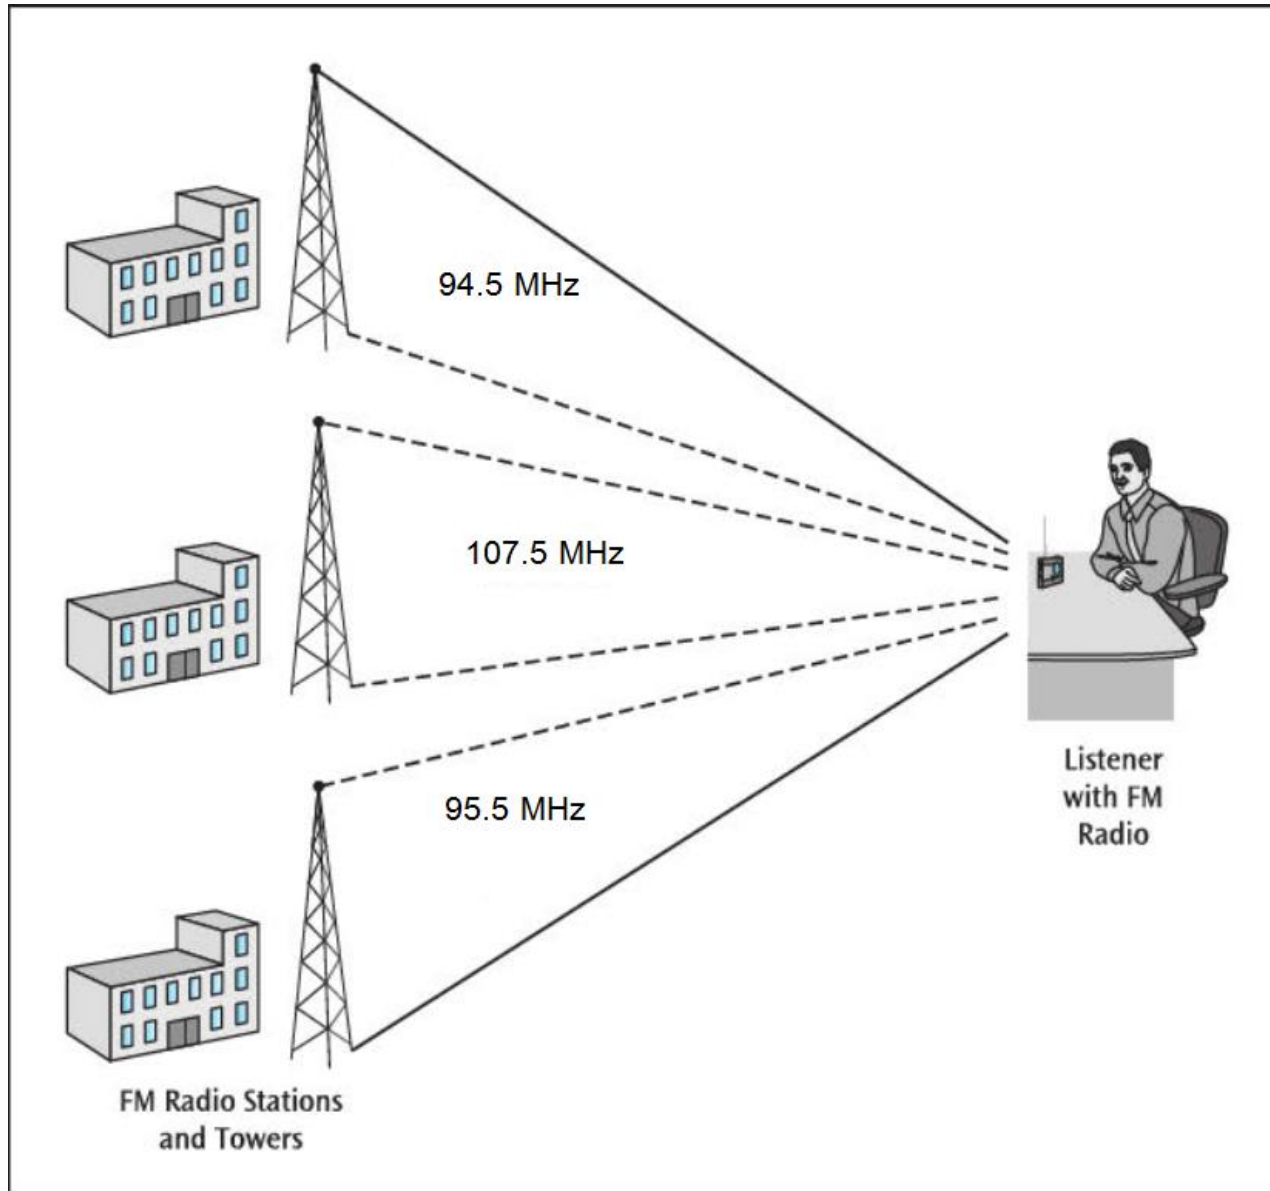 94.5 MHz
107.5 MHz
95.5 MHz
Listener
with FM
Radio
FM Radio Stations
and Towers